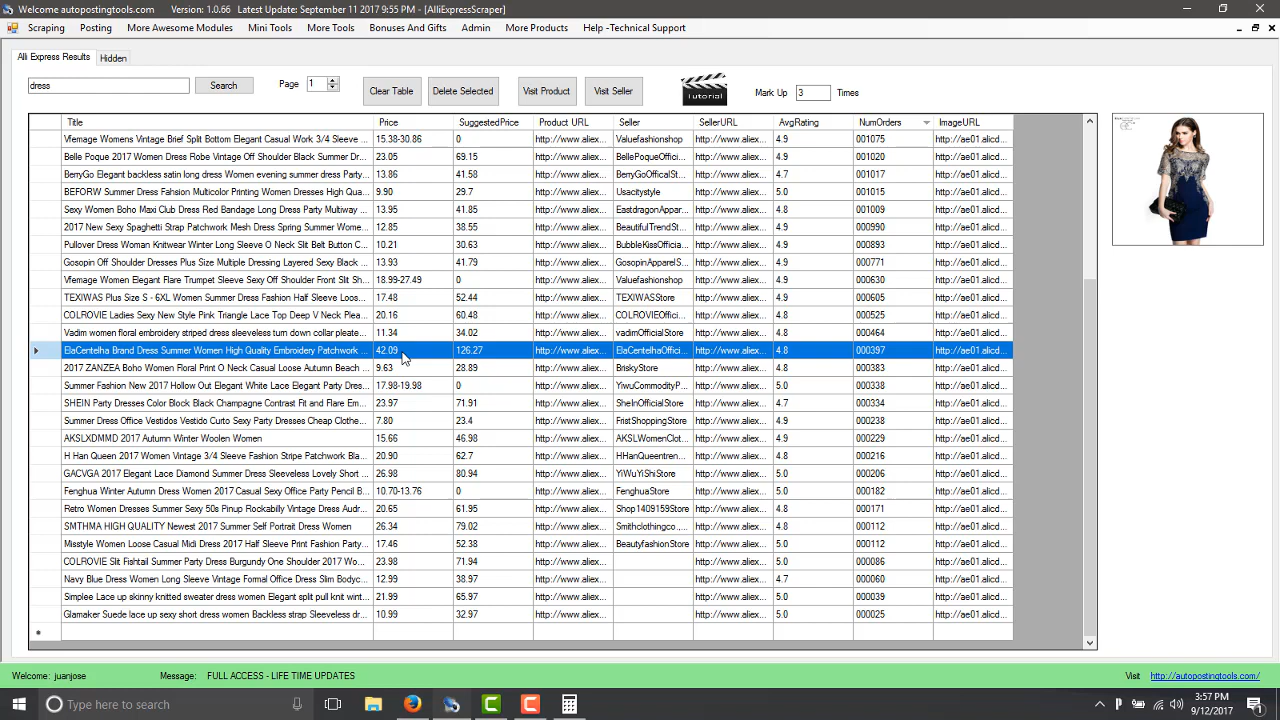 Welcome autopostingtools.com Version: 1.0.66 Update: September 11 2017 9:55 PM - [AlliExpressScraper]
Scraping Posting More Awesome Modules Mini Tools More Tools Bonuses And Gifts Admin More Products Help -Technical Support
Alli Express Results Hidden
dress Search Page 1 Clear Table Delete Selected Visit Product Visit Seller Tutorial Mark Up 3 Times
Title Price SuggestedPrice Product URL Seller SellerURL AvgRating NumOrders ImageURL
Vfemage Womens Vintage Brief Split Bottom Elegant Casual Work 3/4 Sleeve ... 15.38-30.86 0 http://www.aliex... Valuefashionshop http://www.aliex... 4.9 001075 http://ae01.alicd...
Belle Poque 2017 Women Dress Robe Vintage Off Shoulder Black Summer Dr... 23.05 69.15 http://www.aliex... BellePoqueOffici... http://www.aliex... 4.9 001020 http://ae01.alicd...
BerryGo Elegant backless satin long dress Women evening summer dress Party ... 13.86 41.58 http://www.aliex... BerryGoOfficialSt... http://www.aliex... 4.7 001017 http://ae01.alicd...
BEFORW Summer Dress Fahsion Multicolor Printing Women Dresses High Qua... 9.90 29.7 http://www.aliex... Usacitystyle http://www.aliex... 5.0 001015 http://ae01.alicd...
Sexy Women Boho Maxi Club Dress Red Bandage Long Dress Party Multiway ... 13.95 41.85 http://www.aliex... EastdragonAppar... http://www.aliex... 4.8 001009 http://ae01.alicd...
2017 New Sexy Spaghetti Strap Patchwork Mesh Dress Spring Summer Wome... 12.85 38.55 http://www.aliex... BeautifulTrendSt... http://www.aliex... 4.8 000990 http://ae01.alicd...
Pullover Dress Woman Knitwear Winter Long Sleeve O Neck Slit Belt Button C... 10.21 30.63 http://www.aliex... BubbleKissOfficia... http://www.aliex... 4.8 000893 http://ae01.alicd...
Gosopin Off Shoulder Dresses Plus Size Multiple Dressing Layered Sexy Black ... 13.93 41.79 http://www.aliex... GosopinApparelS... http://www.aliex... 4.9 000771 http://ae01.alicd...
Vfemage Women Elegant Flare Trumpet Sleeve Sexy Off Shoulder Front Slit Sh... 18.99-27.49 0 http://www.aliex... Valuefashionshop http://www.aliex... 4.9 000630 http://ae01.alicd...
TEXIWAS Plus Size S - 6XL Women Summer Dress Fashion Half Sleeve Loos... 17.48 52.44 http://www.aliex... TEXIWASStore http://www.aliex... 4.9 000605 http://ae01.alicd...
COLROVIE Ladies Sexy New Style Pink Triangle Lace Top Deep V Neck Plea... 20.16 60.48 http://www.aliex... COLROVIEOffici... http://www.aliex... 4.9 000525 http://ae01.alicd...
Vadim women floral embroidery striped dress sleeveless turn down collar pleate... 11.34 34.02 http://www.aliex... vadimOfficialStore http://www.aliex... 4.8 000464 http://ae01.alicd...
ElaCentelha Brand Dress Summer Women High Quality Embroidery Patchwork ... 42.09 126.27 http://www.aliex... ElaCentelhaOffici... http://www.aliex... 4.8 000397 http://ae01.alicd...
2017 ZANZEA Boho Women Floral Print O Neck Casual Loose Autumn Beach ... 9.63 28.89 http://www.aliex... BriskyStore http://www.aliex... 4.8 000383 http://ae01.alicd...
Summer Fashion New 2017 Hollow Out Elegant White Lace Elegant Party Dres... 17.98-19.98 0 http://www.aliex... YiwuCommodityP... http://www.aliex... 5.0 000338 http://ae01.alicd...
SHEIN Party Dresses Color Block Black Champagne Contrast Fit and Flare Em... 23.97 71.91 http://www.aliex... SheInOfficialStore http://www.aliex... 4.7 000334 http://ae01.alicd...
Summer Dress Office Vestidos Vestido Curto Sexy Party Dresses Cheap Clothe... 7.80 23.4 http://www.aliex... FristShoppingStore http://www.aliex... 4.9 000314 http://ae01.alicd...
AKSLXDMMD 2017 Autumn Winter Woolen Women 15.66 46.98 http://www.aliex... AKSLWomenClot... http://www.aliex... 4.9 000229 http://ae01.alicd...
H Han Queen 2017 Women Vintage 3/4 Sleeve Fashion Stripe Patchwork Bla... 20.90 62.7 http://www.aliex... HHanQueentren... http://www.aliex... 4.8 000216 http://ae01.alicd...
GACVGA 2017 Elegant Lace Diamond Summer Dress Sleeveless Lovely Short ... 26.98 80.94 http://www.aliex... YiWuYiShiStore http://www.aliex... 5.0 000206 http://ae01.alicd...
Fenghua Winter Autumn Dress Women 2017 Casual Sexy Office Party Pencil B... 10.70-13.76 0 http://www.aliex... FenghuaStore http://www.aliex... 5.0 000182 http://ae01.alicd...
Retro Women Dresses Summer Sexy 50s Pinup Rockabilly Vintage Dress Audr... 20.65 61.95 http://www.aliex... Shop1409159Store http://www.aliex... 4.8 000171 http://ae01.alicd...
SMTHMA HIGH QUALITY Newest 2017 Summer Self Portrait Dress Women 26.34 79.02 http://www.aliex... Smithclothingco.,... http://www.aliex... 4.8 000112 http://ae01.alicd...
Misstyle Women Loose Casual Midi Dress 2017 Half Sleeve Print Fashion Party... 17.46 52.38 http://www.aliex... BeautyfashionStore http://www.aliex... 5.0 000112 http://ae01.alicd...
COLROVIE Slit Fishtail Summer Party Dress Burgundy One Shoulder 2017 Wo... 23.98 71.94 http://www.aliex... http://www.aliex... 5.0 000086 http://ae01.alicd...
Navy Blue Dress Women Long Sleeve Vintage Formal Office Dress Slim Bodyc... 12.99 38.97 http://www.aliex... http://www.aliex... 4.7 000060 http://ae01.alicd...
Simplee Lace up skinny knitted sweater dress women Elegant split pull knit wint... 21.99 65.97 http://www.aliex... http://www.aliex... 5.0 000039 http://ae01.alicd...
Glamaker Suede lace up sexy short dress women Backless strap Sleeveless dr... 10.99 32.97 http://www.aliex... http://www.aliex... 5.0 000025 http://ae01.alicd...
Welcome: juanjose Message: FULL ACCESS - LIFE TIME UPDATES Visit http://autopostingtools.com/
Type here to search 3:57 PM
9/12/2017